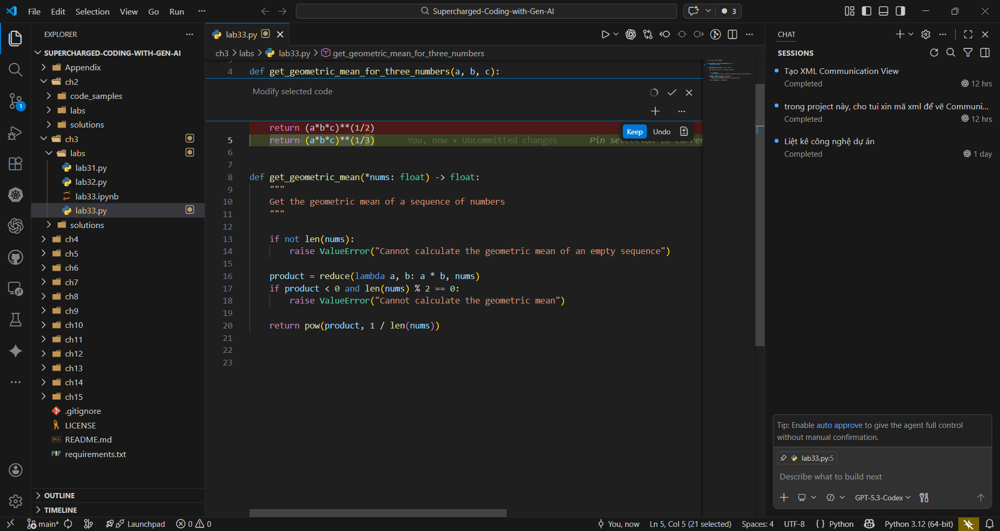 File Edit Selection View Go Run ···
Supercharged-Coding-with-Gen-AI
3
EXPLORER
SUPERCHARGED-CODING-WITH-GEN-AI
Appendix
ch2
code_samples
labs
solutions
ch3
labs
lab31.py
lab32.py
lab33.ipynb
lab33.py
solutions
ch4
ch5
ch6
ch7
ch8
ch9
ch10
ch11
ch12
ch13
ch14
ch15
.gitignore
LICENSE
README.md
requirements.txt
OUTLINE
TIMELINE
1
lab33.py
ch3 > labs > lab33.py > get_geometric_mean_for_three_numbers
4 def get_geometric_mean_for_three_numbers(a, b, c):
Modify selected code
return (a*b*c)**(1/2)
Keep Undo
5 return (a*b*c)**(1/3) You, now • Uncommitted changes
6
7
8 def get_geometric_mean(*nums: float) -> float:
9 """
10 Get the geometric mean of a sequence of numbers
11 """
12
13 if not len(nums):
14 raise ValueError("Cannot calculate the geometric mean of an empty sequence")
15
16 product = reduce(lambda a, b: a * b, nums)
17 if product < 0 and len(nums) % 2 == 0:
18 raise ValueError("Cannot calculate the geometric mean")
19
20 return pow(product, 1 / len(nums))
21
22
23
CHAT
SESSIONS
Tạo XML Communication View
Completed 12 hrs
trong project này, cho tui xin mã xml để vẽ Communi...
Completed 12 hrs
Liệt kê công nghệ dự án
Completed 1 day
Tip: Enable auto approve to give the agent full control
without manual confirmation.
lab33.py:5
Describe what to build next
GPT-5.3-Codex
main* Launchpad 0 0 You, now Ln 5, Col 5 (21 selected) Spaces: 4 UTF-8 {} Python Python 3.12 (64-bit)